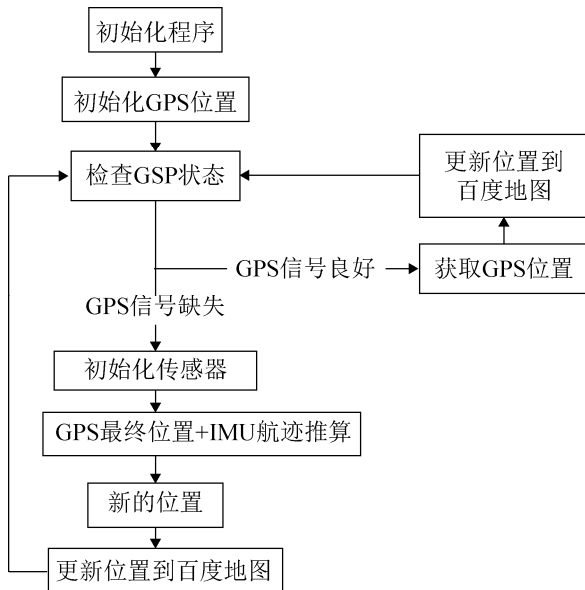 初始化程序
初始化GPS位置
检查GSP状态
更新位置到
百度地图
GPS信号良好
获取GPS位置
GPS信号缺失
初始化传感器
GPS最终位置+IMU航迹推算
新的位置
更新位置到百度地图